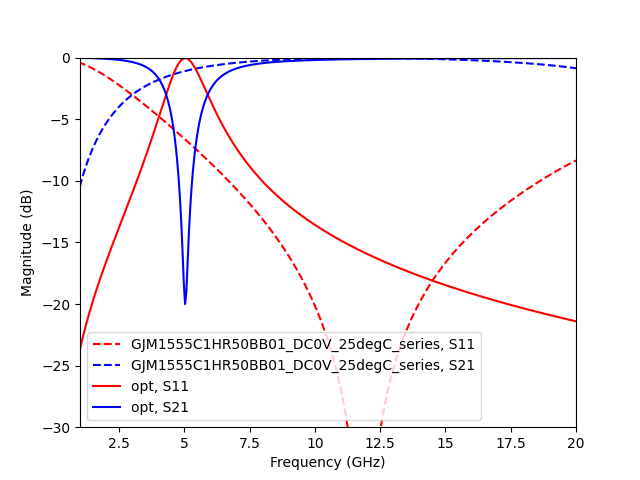 0
−5
−10
−15
−20
−25
−30
Magnitude (dB)
GJM1555C1HR50BB01_DC0V_25degC_series, S11
GJM1555C1HR50BB01_DC0V_25degC_series, S21
opt, S11
opt, S21
2.5 5 7.5 10 12.5 15 17.5 20
Frequency (GHz)